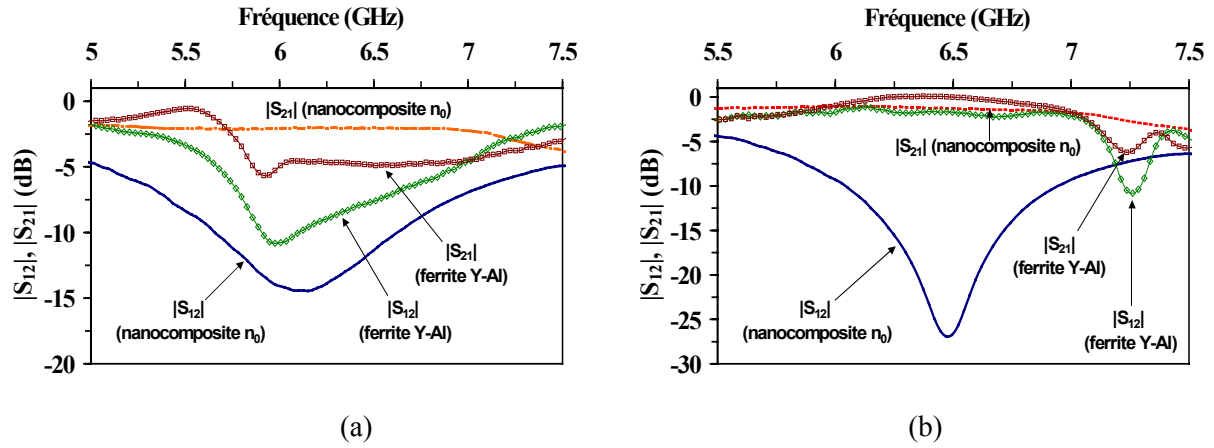 Fréquence (GHz)
5 5.5 6 6.5 7 7.5
|S12|, |S21| (dB)
0
-5
-10
-15
-20
|S21| (nanocomposite n0)
|S21|
(ferrite Y-Al)
|S12|
(nanocomposite n0)
|S12|
(ferrite Y-Al)
(a)
Fréquence (GHz)
5.5 6 6.5 7 7.5
|S12|, |S21| (dB)
0
-5
-10
-15
-20
-25
-30
|S21| (nanocomposite n0)
|S21|
(ferrite Y-Al)
|S12|
(nanocomposite n0)
|S12|
(ferrite Y-Al)
(b)